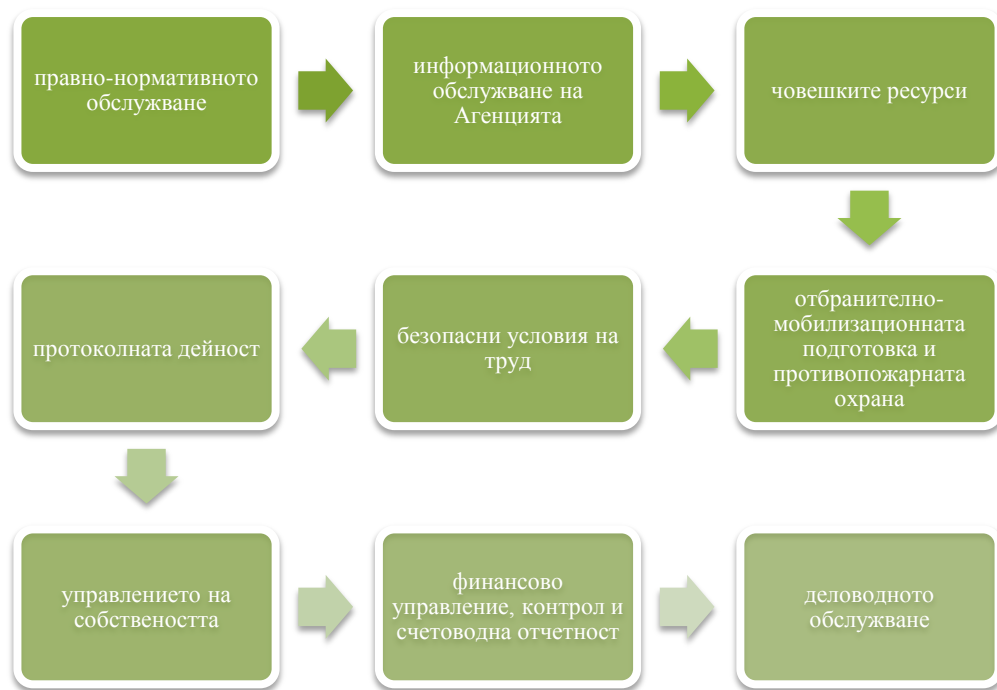 правно-нормативното
обслужване
информационното
обслужване на
Агенцията
човешките ресурси
отбранително-
мобилизационната
подготовка и
противопожарната
охрана
безопасни условия на
труд
протоколната дейност
управлението на
собствеността
финансово
управление, контрол и
счетоводна отчетност
деловодното
обслужване